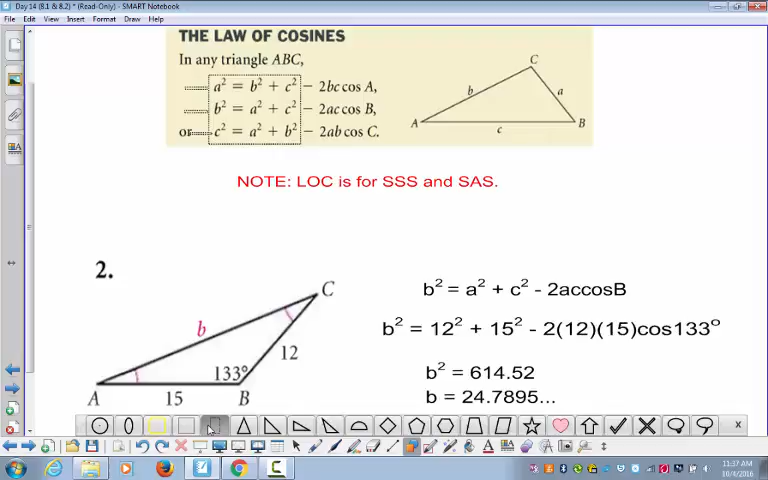 Day 14 (8.1 & 8.2) * (Read-Only) - SMART Notebook
File Edit View Insert Format Draw Help
THE LAW OF COSINES
In any triangle ABC,
a² = b² + c² − 2bc cos A,
b² = a² + c² − 2ac cos B,
or c² = a² + b² − 2ab cos C.
C
b a
A c B
NOTE: LOC is for SSS and SAS.
2.
C
b
12
133°
A 15 B
b² = a² + c² - 2accosB
b² = 12² + 15² - 2(12)(15)cos133°
b² = 614.52
b = 24.7895...
11:37 AM
10/4/2016